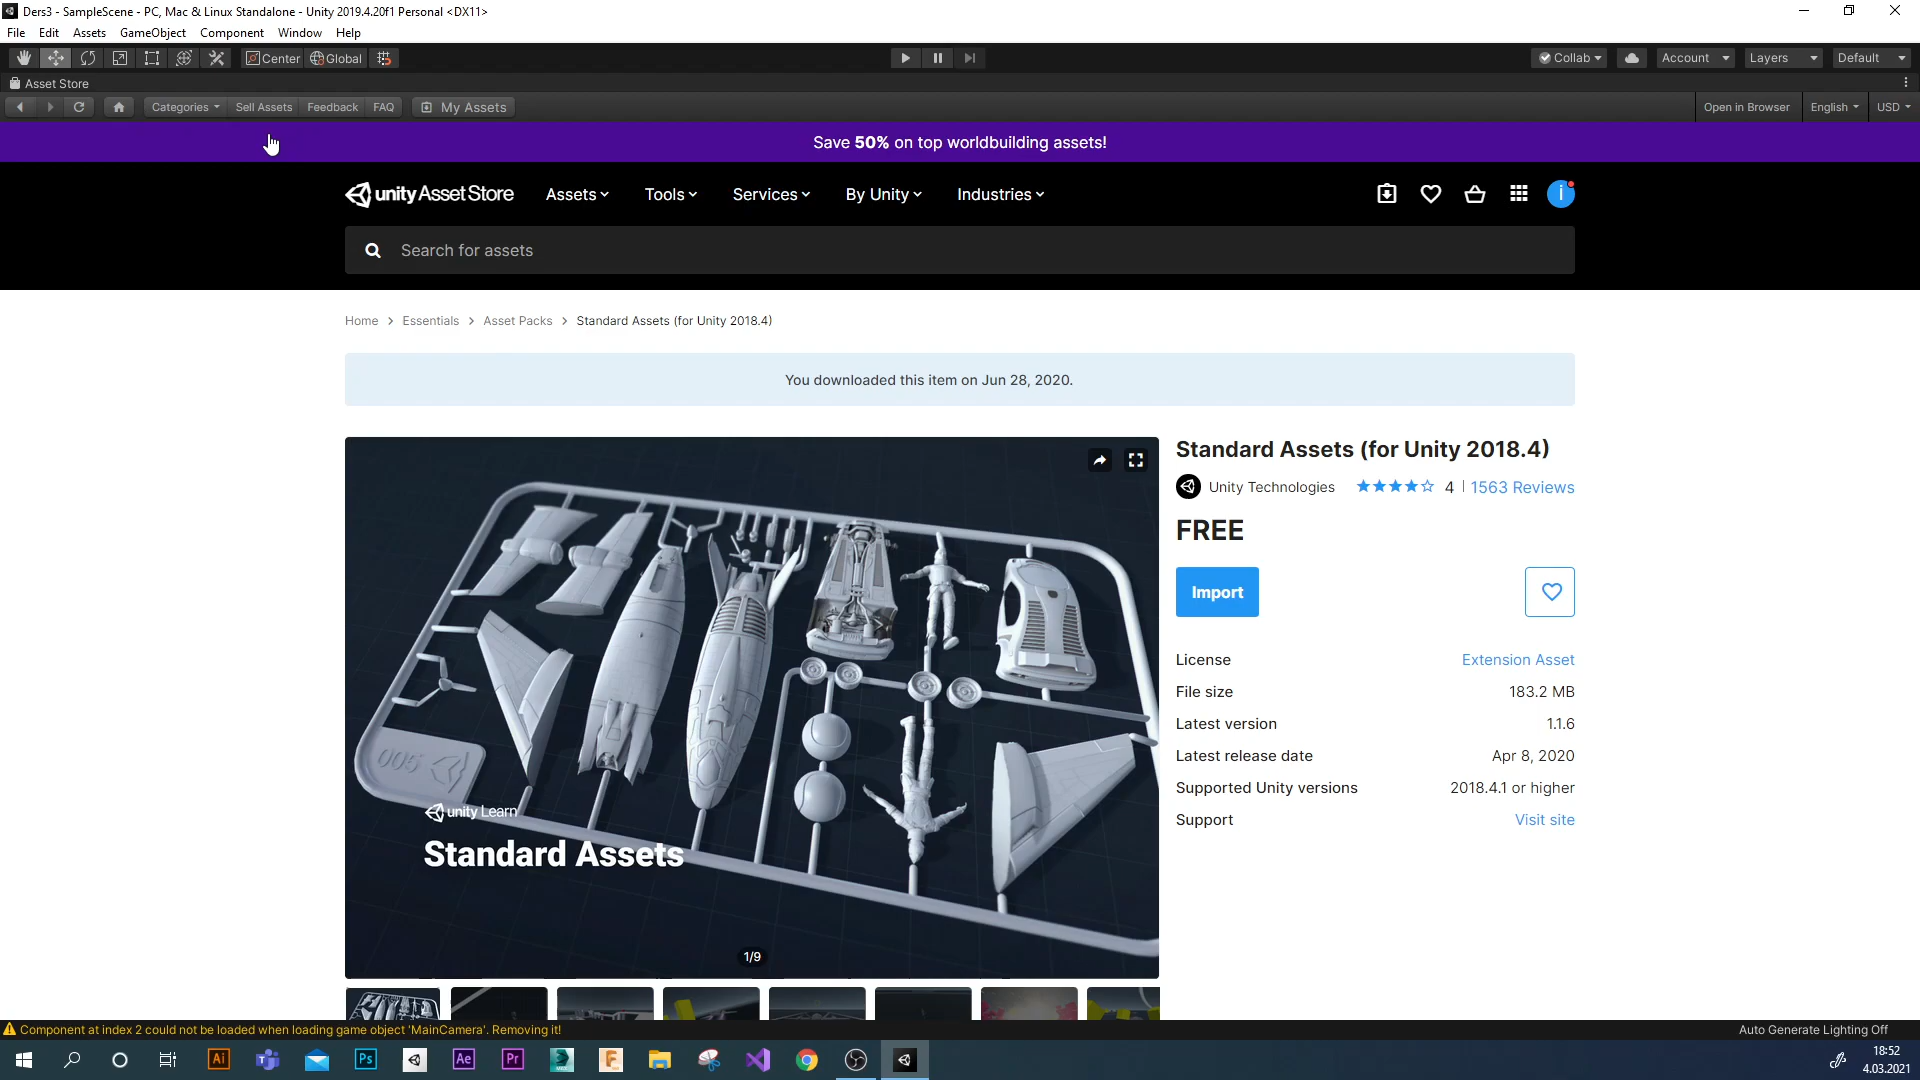 Ders3 - SampleScene - PC, Mac & Linux Standalone - Unity 2019.4.20f1 Personal <DX11>
File Edit Assets GameObject Component Window Help
Center Global Collab Account Layers Default
Asset Store
Categories Sell Assets Feedback FAQ My Assets Open in Browser English USD
Save 50% on top worldbuilding assets!
unity Asset Store Assets Tools Services By Unity Industries i
Search for assets
Home > Essentials > Asset Packs > Standard Assets (for Unity 2018.4)
You downloaded this item on Jun 28, 2020.
Standard Assets (for Unity 2018.4)
Unity Technologies 4 | 1563 Reviews
FREE
Import
License Extension Asset
File size 183.2 MB
Latest version 1.1.6
Latest release date Apr 8, 2020
Supported Unity versions 2018.4.1 or higher
Support Visit site
005
unity Learn
Standard Assets
1/9
Component at index 2 could not be loaded when loading game object 'MainCamera'. Removing it!
Auto Generate Lighting Off
Ai Ps Ae Pr
18:52
4.03.2021